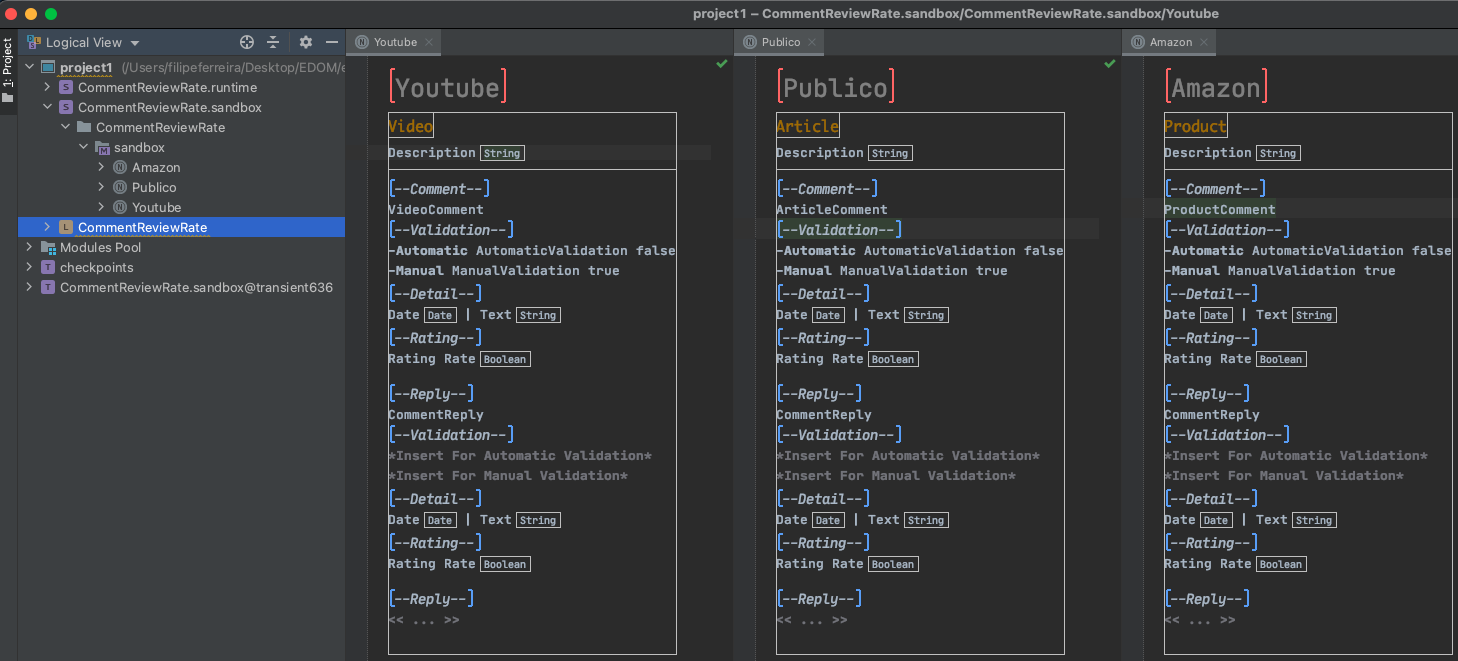 project1 – CommentReviewRate.sandbox/CommentReviewRate.sandbox/Youtube
1: Project
Logical View
project1 (/Users/filipeferreira/Desktop/EDOM/e
CommentReviewRate.runtime
CommentReviewRate.sandbox
CommentReviewRate
sandbox
Amazon
Publico
Youtube
CommentReviewRate
Modules Pool
checkpoints
CommentReviewRate.sandbox@transient636
Youtube
[Youtube]
Video
Description String
[--Comment--]
VideoComment
[--Validation--]
-Automatic AutomaticValidation false
-Manual ManualValidation true
[--Detail--]
Date Date | Text String
[--Rating--]
Rating Rate Boolean
[--Reply--]
CommentReply
[--Validation--]
*Insert For Automatic Validation*
*Insert For Manual Validation*
[--Detail--]
Date Date | Text String
[--Rating--]
Rating Rate Boolean
[--Reply--]
<< ... >>
Publico
[Publico]
Article
Description String
[--Comment--]
ArticleComment
[--Validation--]
-Automatic AutomaticValidation false
-Manual ManualValidation true
[--Detail--]
Date Date | Text String
[--Rating--]
Rating Rate Boolean
[--Reply--]
CommentReply
[--Validation--]
*Insert For Automatic Validation*
*Insert For Manual Validation*
[--Detail--]
Date Date | Text String
[--Rating--]
Rating Rate Boolean
[--Reply--]
<< ... >>
Amazon
[Amazon]
Product
Description String
[--Comment--]
ProductComment
[--Validation--]
-Automatic AutomaticValidation false
-Manual ManualValidation true
[--Detail--]
Date Date | Text String
[--Rating--]
Rating Rate Boolean
[--Reply--]
CommentReply
[--Validation--]
*Insert For Automatic Validation*
*Insert For Manual Validation*
[--Detail--]
Date Date | Text String
[--Rating--]
Rating Rate Boolean
[--Reply--]
<< ... >>